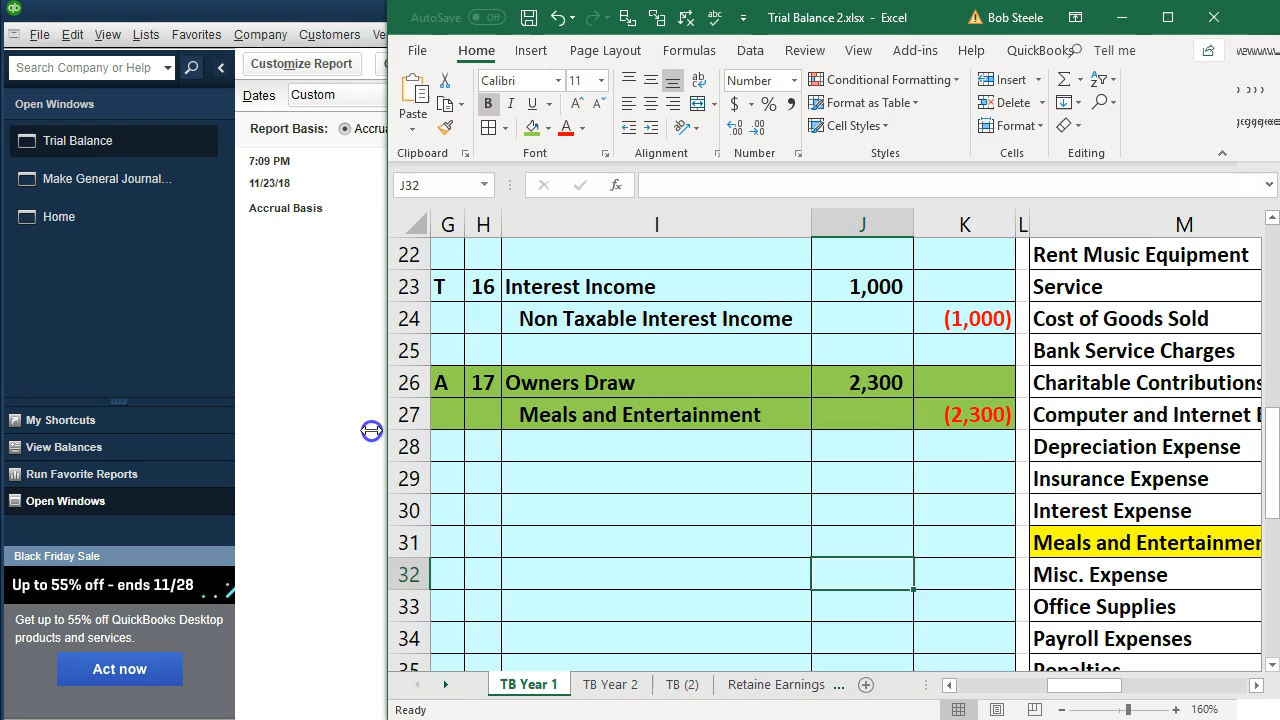 File Edit View Lists Favorites Company Customers Ve
Search Company or Help
Open Windows
Trial Balance
Make General Journal...
Home
My Shortcuts
View Balances
Run Favorite Reports
Open Windows
Black Friday Sale
Up to 55% off - ends 11/28
Get up to 55% off QuickBooks Desktop
products and services.
Act now
Customize Report
Dates Custom
Report Basis: Accrua
7:09 PM
11/23/18
Accrual Basis
AutoSave Off Trial Balance 2.xlsx - Excel Bob Steele
File Home Insert Page Layout Formulas Data Review View Add-ins Help QuickBooks Tell me
Paste
Calibri 11
B I U
Number
Conditional Formatting
Format as Table
Cell Styles
Insert
Delete
Format
Clipboard Font Alignment Number Styles Cells Editing
J32 fx
G H I J K L M
22 Rent Music Equipment
23 T 16 Interest Income 1,000 Service
24 Non Taxable Interest Income (1,000) Cost of Goods Sold
25 Bank Service Charges
26 A 17 Owners Draw 2,300 Charitable Contributions
27 Meals and Entertainment (2,300) Computer and Internet E
28 Depreciation Expense
29 Insurance Expense
30 Interest Expense
31 Meals and Entertainmen
32 Misc. Expense
33 Office Supplies
34 Payroll Expenses
35 Penalties
TB Year 1 TB Year 2 TB (2) Retaine Earnings ...
Ready 160%